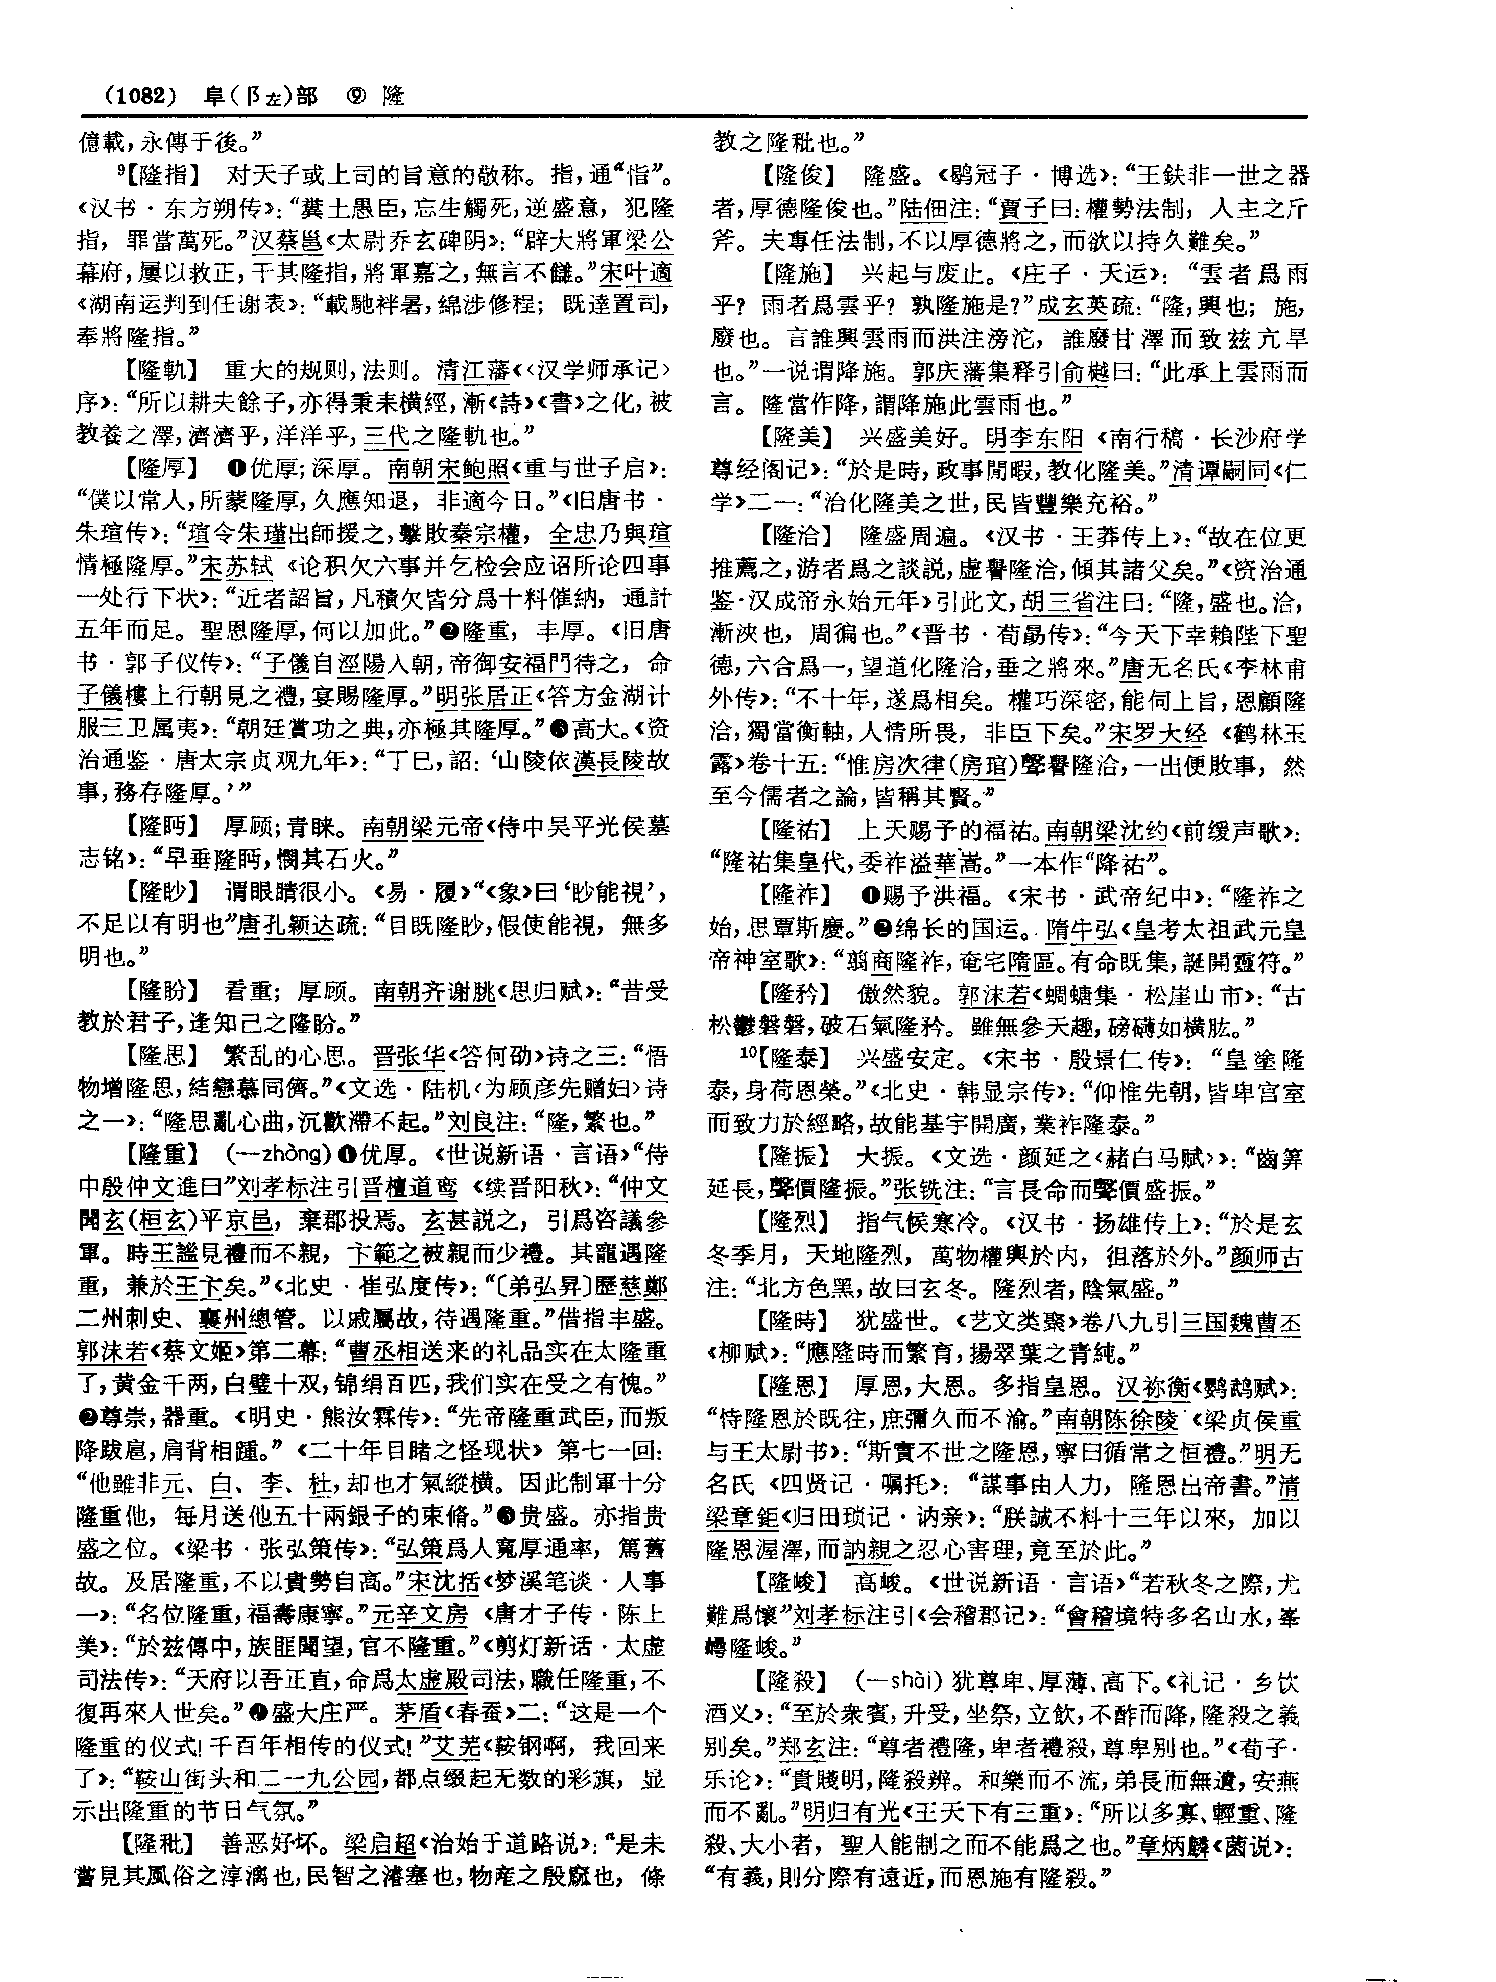 (1082) 阜(阝左)部 ⑨ 隆
億載,永傳于後。”
⁹【隆指】 对天子或上司的旨意的敬称。指,通“恉”。
《汉书·东方朔传》:“糞土愚臣,忘生觸死,逆盛意,犯隆
指,罪當萬死。”汉蔡邕《太尉乔玄碑阴》:“辟大將軍梁公
幕府,屢以救正,干其隆指,將軍嘉之,無言不讎。”宋叶適
《湖南运判到任谢表》:“載馳袢暑,綿涉修程;既達置司,
奉將隆指。”
【隆軌】 重大的规则,法则。清江藩《〈汉学师承记〉
序》:“所以耕夫餘子,亦得秉耒横經,漸《詩》《書》之化,被
教養之澤,濟濟乎,洋洋乎,三代之隆軌也。”
【隆厚】 ❶优厚;深厚。南朝宋鲍照《重与世子启》:
“僕以常人,所蒙隆厚,久應知退,非適今日。”《旧唐书·
朱瑄传》:“瑄令朱瑾出師援之,擊敗秦宗權,全忠乃與瑄
情極隆厚。”宋苏轼《论积欠六事并乞检会应诏所论四事
一处行下状》:“近者詔旨,凡積欠皆分爲十料催納,通計
五年而足。聖恩隆厚,何以加此。”❷隆重,丰厚。《旧唐
书·郭子仪传》:“子儀自涇陽入朝,帝御安福門待之,命
子儀樓上行朝見之禮,宴賜隆厚。”明张居正《答方金湖计
服三卫属夷》:“朝廷賞功之典,亦極其隆厚。”❸高大。《资
治通鉴·唐太宗贞观九年》:“丁巳,詔:‘山陵依漢長陵故
事,務存隆厚。’”
【隆眄】 厚顾;青睐。南朝梁元帝《侍中吴平光侯墓
志铭》:“早垂隆眄,憫其石火。”
【隆眇】 谓眼睛很小。《易·履》“《象》曰‘眇能視’,
不足以有明也”唐孔颖达疏:“目既隆眇,假使能視,無多
明也。”
【隆盼】 看重;厚顾。南朝齐谢朓《思归赋》:“昔受
教於君子,逢知己之隆盼。”
【隆思】 繁乱的心思。晋张华《答何劭》诗之三:“悟
物增隆思,結戀慕同儕。”《文选·陆机〈为顾彦先赠妇〉诗
之一》:“隆思亂心曲,沉歡滯不起。”刘良注:“隆,繁也。”
【隆重】 (—zhòng)❶优厚。《世说新语·言语》“侍
中殷仲文進曰”刘孝标注引晋檀道鸾《续晋阳秋》:“仲文
聞玄(桓玄)平京邑,棄郡投焉。玄甚説之,引爲咨議參
軍。時王謐見禮而不親,卞範之被親而少禮。其寵遇隆
重,兼於王卞矣。”《北史·崔弘度传》:“〔弟弘昇〕歷慈鄭
二州刺史、襄州總管。以戚屬故,待遇隆重。”借指丰盛。
郭沫若《蔡文姬》第二幕:“曹丞相送来的礼品实在太隆重
了,黄金千两,白璧十双,锦绢百匹,我们实在受之有愧。”
❷尊崇,器重。《明史·熊汝霖传》:“先帝隆重武臣,而叛
降跋扈,肩背相踵。”《二十年目睹之怪现状》第七一回:
“他雖非元、白、李、杜,却也才氣縱横。因此制軍十分
隆重他,每月送他五十兩銀子的束脩。”❸贵盛。亦指贵
盛之位。《梁书·张弘策传》:“弘策爲人寬厚通率,篤舊
故。及居隆重,不以貴勢自高。”宋沈括《梦溪笔谈·人事
一》:“名位隆重,福壽康寧。”元辛文房《唐才子传·陈上
美》:“於兹傳中,族匪聞望,官不隆重。”《剪灯新话·太虚
司法传》:“天府以吾正直,命爲太虚殿司法,職任隆重,不
復再來人世矣。”❹盛大庄严。茅盾《春蚕》二:“这是一个
隆重的仪式!千百年相传的仪式!”艾芜《鞍钢啊,我回来
了》:“鞍山街头和二一九公园,都点缀起无数的彩旗,显
示出隆重的节日气氛。”
【隆秕】 善恶好坏。梁启超《治始于道路说》:“是未
嘗見其風俗之淳漓也,民智之濬塞也,物産之殷窳也,條
教之隆秕也。”
【隆俊】 隆盛。《鹖冠子·博选》:“王鈇非一世之器
者,厚德隆俊也。”陆佃注:“賈子曰:權勢法制,人主之斤
斧。夫專任法制,不以厚德將之,而欲以持久難矣。”
【隆施】 兴起与废止。《庄子·天运》:“雲者爲雨
乎?雨者爲雲乎?孰隆施是?”成玄英疏:“隆,興也;施,
廢也。言誰興雲雨而洪注滂沱,誰廢甘澤而致兹亢旱
也。”一说谓降施。郭庆藩集释引俞樾曰:“此承上雲雨而
言。隆當作降,謂降施此雲雨也。”
【隆美】 兴盛美好。明李东阳《南行稿·长沙府学
尊经阁记》:“於是時,政事閒暇,教化隆美。”清谭嗣同《仁
学》二一:“治化隆美之世,民皆豐樂充裕。”
【隆洽】 隆盛周遍。《汉书·王莽传上》:“故在位更
推薦之,游者爲之談説,虚譽隆洽,傾其諸父矣。”《资治通
鉴·汉成帝永始元年》引此文,胡三省注曰:“隆,盛也。洽,
漸浹也,周徧也。”《晋书·荀勗传》:“今天下幸賴陛下聖
德,六合爲一,望道化隆洽,垂之將來。”唐无名氏《李林甫
外传》:“不十年,遂爲相矣。權巧深密,能伺上旨,恩顧隆
洽,獨當衡軸,人情所畏,非臣下矣。”宋罗大经《鹤林玉
露》卷十五:“惟房次律(房琯)聲譽隆洽,一出便敗事,然
至今儒者之論,皆稱其賢。”
【隆祐】 上天赐予的福祐。南朝梁沈约《前缓声歌》:
“隆祐集皇代,委祚溢華嵩。”一本作“降祐”。
【隆祚】 ❶赐予洪福。《宋书·武帝纪中》:“隆祚之
始,思覃斯慶。”❷绵长的国运。隋牛弘《皇考太祖武元皇
帝神室歌》:“翦商隆祚,奄宅隋區。有命既集,誕開靈符。”
【隆矜】 傲然貌。郭沫若《蜩螗集·松崖山市》:“古
松鬱磐磐,破石氣隆矜。雖無參天趣,磅礴如横肱。”
¹⁰【隆泰】 兴盛安定。《宋书·殷景仁传》:“皇塗隆
泰,身荷恩榮。”《北史·韩显宗传》:“仰惟先朝,皆卑宫室
而致力於經略,故能基宇開廣,業祚隆泰。”
【隆振】 大振。《文选·颜延之〈赭白马赋〉》:“齒筭
延長,聲價隆振。”张铣注:“言長命而聲價盛振。”
【隆烈】 指气候寒冷。《汉书·扬雄传上》:“於是玄
冬季月,天地隆烈,萬物權輿於内,徂落於外。”颜师古
注:“北方色黑,故曰玄冬。隆烈者,陰氣盛。”
【隆時】 犹盛世。《艺文类聚》卷八九引三国魏曹丕
《柳赋》:“應隆時而繁育,揚翠葉之青純。”
【隆恩】 厚恩,大恩。多指皇恩。汉祢衡《鹦鹉赋》:
“恃隆恩於既往,庶彌久而不渝。”南朝陈徐陵《梁贞侯重
与王太尉书》:“斯實不世之隆恩,寧曰循常之恒禮。”明无
名氏《四贤记·嘱托》:“謀事由人力,隆恩出帝書。”清
梁章鉅《归田琐记·讷亲》:“朕誠不料十三年以來,加以
隆恩渥澤,而訥親之忍心害理,竟至於此。”
【隆峻】 高峻。《世说新语·言语》“若秋冬之際,尤
難爲懷”刘孝标注引《会稽郡记》:“會稽境特多名山水,峯
崿隆峻。”
【隆殺】 (—shài)犹尊卑、厚薄、高下。《礼记·乡饮
酒义》:“至於衆賓,升受,坐祭,立飲,不酢而降,隆殺之義
别矣。”郑玄注:“尊者禮隆,卑者禮殺,尊卑别也。”《荀子·
乐论》:“貴賤明,隆殺辨。和樂而不流,弟長而無遺,安燕
而不亂。”明归有光《王天下有三重》:“所以多寡、輕重、隆
殺、大小者,聖人能制之而不能爲之也。”章炳麟《菌说》:
“有義,則分際有遠近,而恩施有隆殺。”